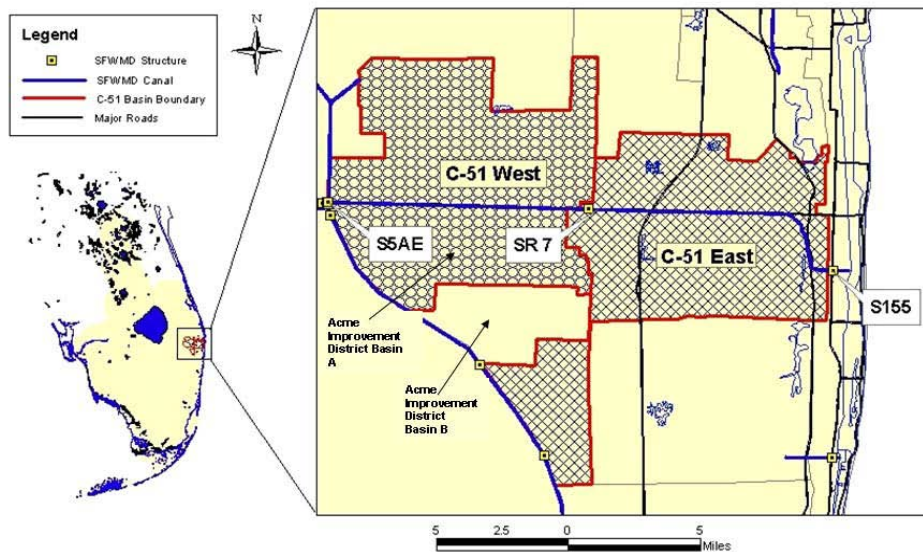 Legend
SFWMD Structure
SFWMD Canal
C-51 Basin Boundary
Major Roads
N
C-51 West
S5AE
SR 7
C-51 East
S155
Acme
Improvement
District Basin
A
Acme
Improvement
District
Basin B
5
2.5
0
5
Miles